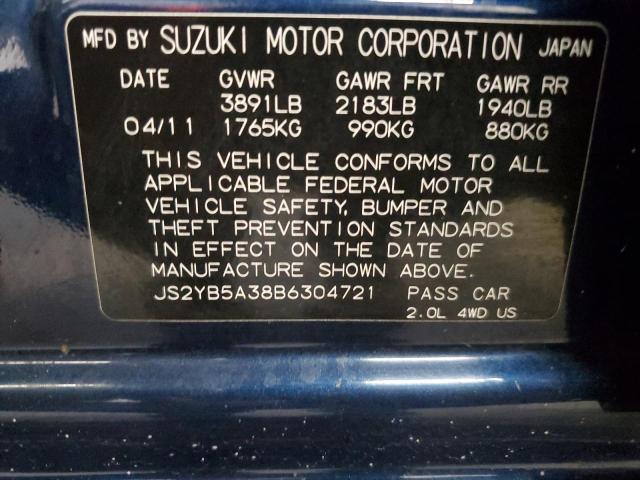 MFD BY SUZUKI MOTOR CORPORATION JAPAN
DATE GVWR GAWR FRT GAWR RR
3891LB 2183LB 1940LB
04/11 1765KG 990KG 880KG
THIS VEHICLE CONFORMS TO ALL
APPLICABLE FEDERAL MOTOR
VEHICLE SAFETY, BUMPER AND
THEFT PREVENTION STANDARDS
IN EFFECT ON THE DATE OF
MANUFACTURE SHOWN ABOVE.
JS2YB5A38B6304721 PASS CAR
2.0L 4WD US